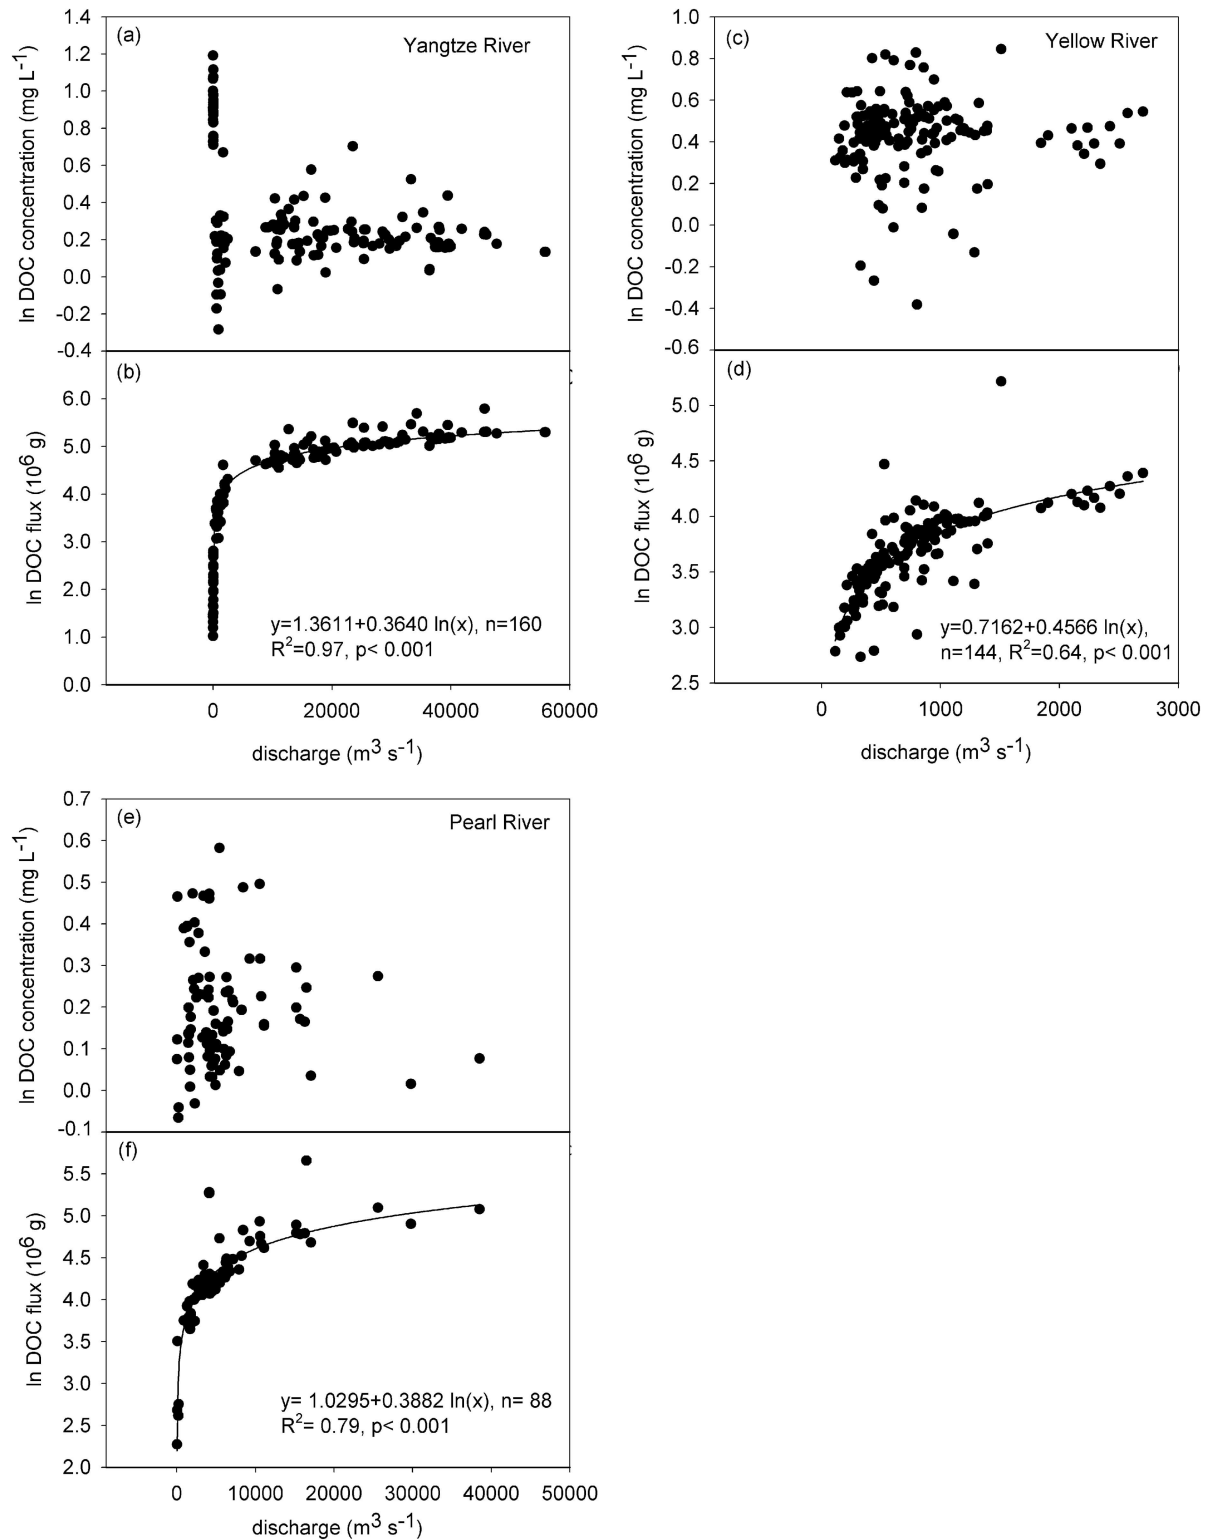 (a)
Yangtze River
ln DOC concentration (mg L⁻¹)
1.4
1.2
1.0
0.8
0.6
0.4
0.2
0.0
-0.2
-0.4
(b)
ln DOC flux (10⁶ g)
6.0
5.0
4.0
3.0
2.0
1.0
0.0
y=1.3611+0.3640 ln(x), n=160
R²=0.97, p< 0.001
0 20000 40000 60000
discharge (m³ s⁻¹)
(c)
Yellow River
ln DOC concentration (mg L⁻¹)
1.0
0.8
0.6
0.4
0.2
0.0
-0.2
-0.4
-0.6
(d)
ln DOC flux (10⁶ g)
5.0
4.5
4.0
3.5
3.0
2.5
y=0.7162+0.4566 ln(x),
n=144, R²=0.64, p< 0.001
0 1000 2000 3000
discharge (m³ s⁻¹)
(e)
Pearl River
ln DOC concentration (mg L⁻¹)
0.7
0.6
0.5
0.4
0.3
0.2
0.1
0.0
-0.1
(f)
ln DOC flux (10⁶ g)
5.5
5.0
4.5
4.0
3.5
3.0
2.5
2.0
y= 1.0295+0.3882 ln(x), n= 88
R²= 0.79, p< 0.001
0 10000 20000 30000 40000 50000
discharge (m³ s⁻¹)